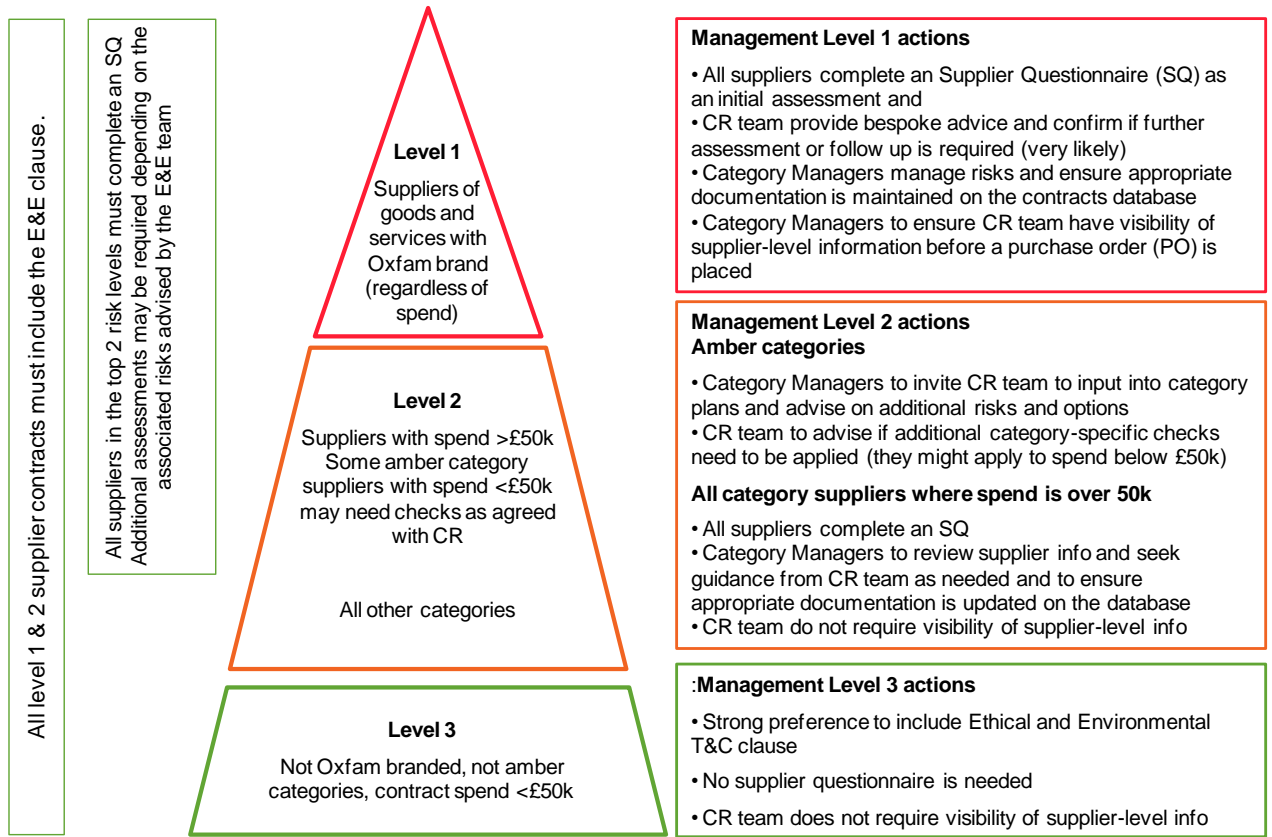 All level 1 & 2 supplier contracts must include the E&E clause.
All suppliers in the top 2 risk levels must complete an SQ
Additional assessments may be required depending on the
associated risks advised by the E&E team
Level 1
Suppliers of
goods and
services with
Oxfam brand
(regardless of
spend)
Level 2
Suppliers with spend >£50k
Some amber category
suppliers with spend <£50k
may need checks as agreed
with CR
All other categories
Level 3
Not Oxfam branded, not amber
categories, contract spend <£50k
Management Level 1 actions
• All suppliers complete an Supplier Questionnaire (SQ) as
an initial assessment and
• CR team provide bespoke advice and confirm if further
assessment or follow up is required (very likely)
• Category Managers manage risks and ensure appropriate
documentation is maintained on the contracts database
• Category Managers to ensure CR team have visibility of
supplier-level information before a purchase order (PO) is
placed
Management Level 2 actions
Amber categories
• Category Managers to invite CR team to input into category
plans and advise on additional risks and options
• CR team to advise if additional category-specific checks
need to be applied (they might apply to spend below £50k)
All category suppliers where spend is over 50k
• All suppliers complete an SQ
• Category Managers to review supplier info and seek
guidance from CR team as needed and to ensure
appropriate documentation is updated on the database
• CR team do not require visibility of supplier-level info
:Management Level 3 actions
• Strong preference to include Ethical and Environmental
T&C clause
• No supplier questionnaire is needed
• CR team does not require visibility of supplier-level info